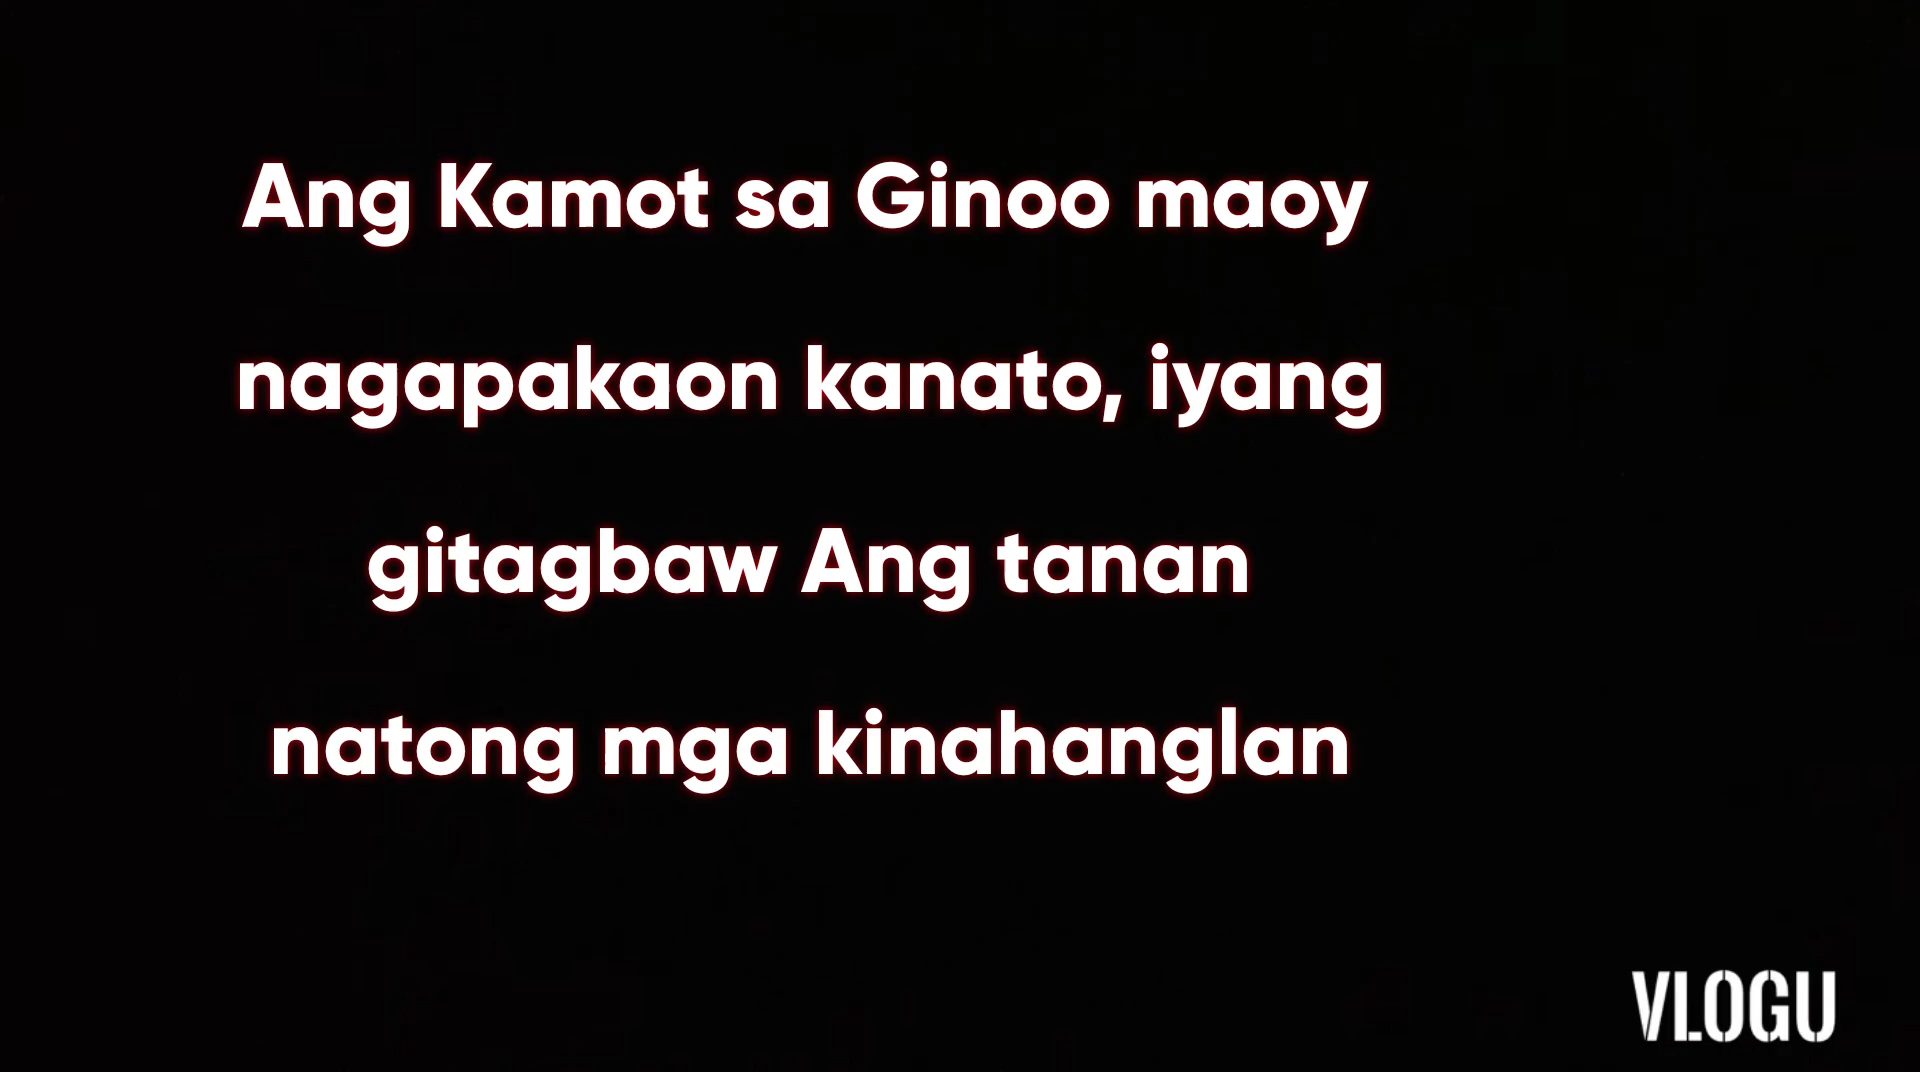 Ang Kamot sa Ginoo maoy
nagapakaon kanato, iyang
gitagbaw Ang tanan
natong mga kinahanglan
VLOGU